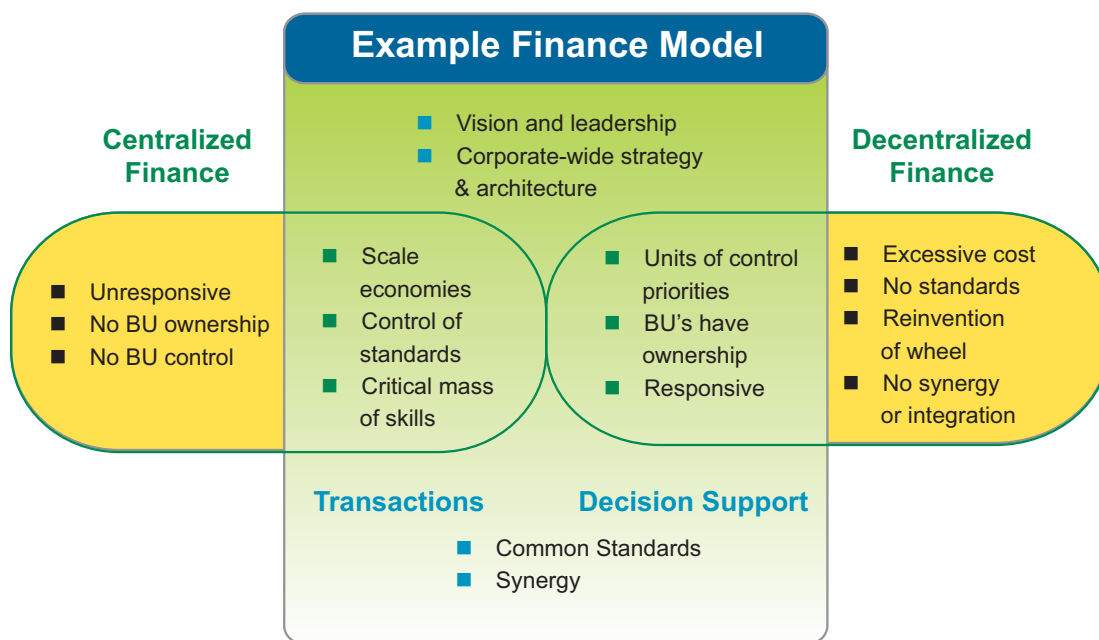 Example Finance Model
Vision and leadership
Corporate-wide strategy
& architecture
Centralized
Finance
Decentralized
Finance
Unresponsive
No BU ownership
No BU control
Scale
economies
Control of
standards
Critical mass
of skills
Units of control
priorities
BU's have
ownership
Responsive
Excessive cost
No standards
Reinvention
of wheel
No synergy
or integration
Transactions
Decision Support
Common Standards
Synergy